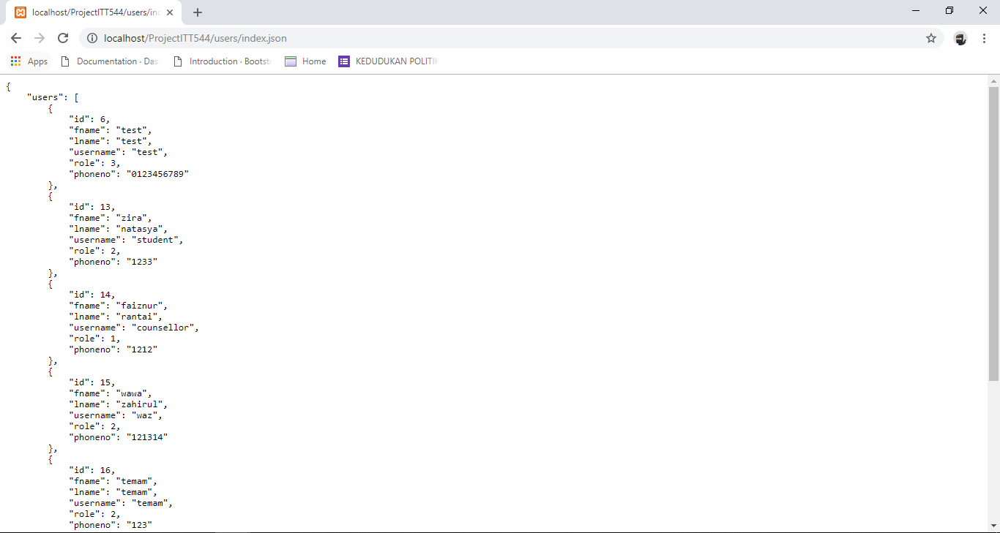 localhost/ProjectITT544/users/ind
localhost/ProjectITT544/users/index.json
Apps Documentation · Das Introduction · Bootst Home KEDUDUKAN POLITI
{
    "users": [
        {
            "id": 6,
            "fname": "test",
            "lname": "test",
            "username": "test",
            "role": 3,
            "phoneno": "0123456789"
        },
        {
            "id": 13,
            "fname": "zira",
            "lname": "natasya",
            "username": "student",
            "role": 2,
            "phoneno": "1233"
        },
        {
            "id": 14,
            "fname": "faiznur",
            "lname": "rantai",
            "username": "counsellor",
            "role": 1,
            "phoneno": "1212"
        },
        {
            "id": 15,
            "fname": "wawa",
            "lname": "zahirul",
            "username": "waz",
            "role": 2,
            "phoneno": "121314"
        },
        {
            "id": 16,
            "fname": "temam",
            "lname": "temam",
            "username": "temam",
            "role": 2,
            "phoneno": "123"